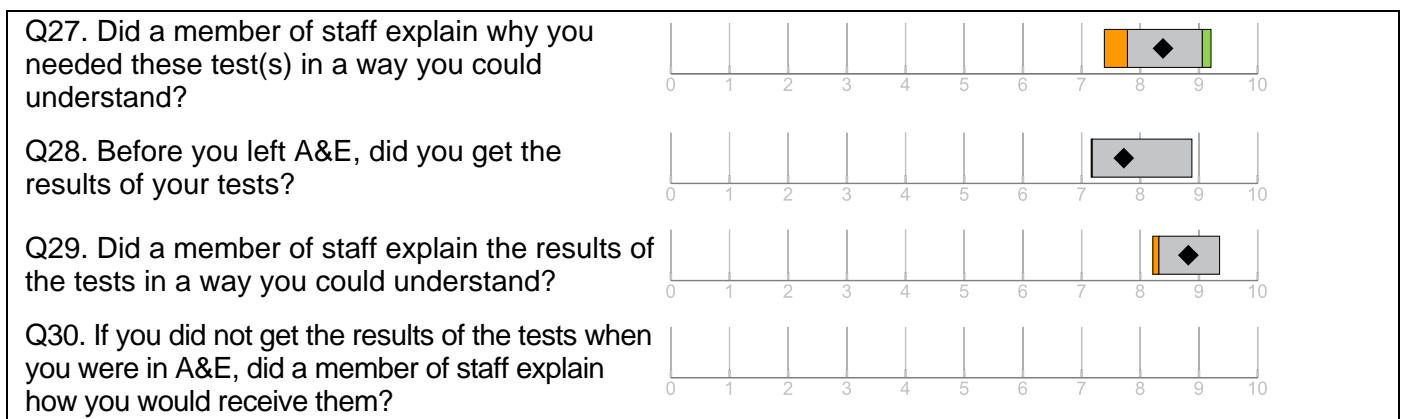 Q27. Did a member of staff explain why you
needed these test(s) in a way you could
understand?
0 1 2 3 4 5 6 7 8 9 10
Q28. Before you left A&E, did you get the
results of your tests?
0 1 2 3 4 5 6 7 8 9 10
Q29. Did a member of staff explain the results of
the tests in a way you could understand?
0 1 2 3 4 5 6 7 8 9 10
Q30. If you did not get the results of the tests when
you were in A&E, did a member of staff explain
how you would receive them?
0 1 2 3 4 5 6 7 8 9 10